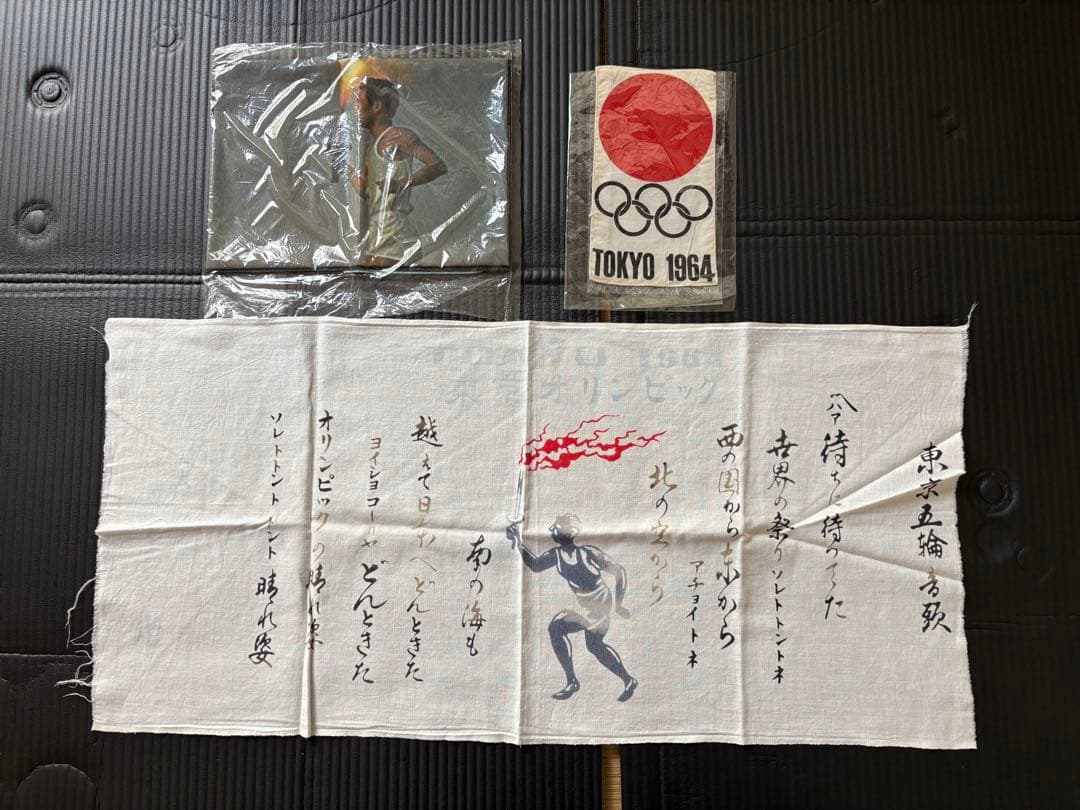 TOKYO 1964
TOKYO 1964
東京オリンピック
東京五輪音頭
ハア 待ちに待ってた
世界の祭り ソレトントントネ
西の国から東から
アチョイトネ
北の空から
南の海も
越えて日本へどんときた
ヨイショコーリャ どんときた
オリンピックの晴れ姿
ソレトトント トント 晴れ姿